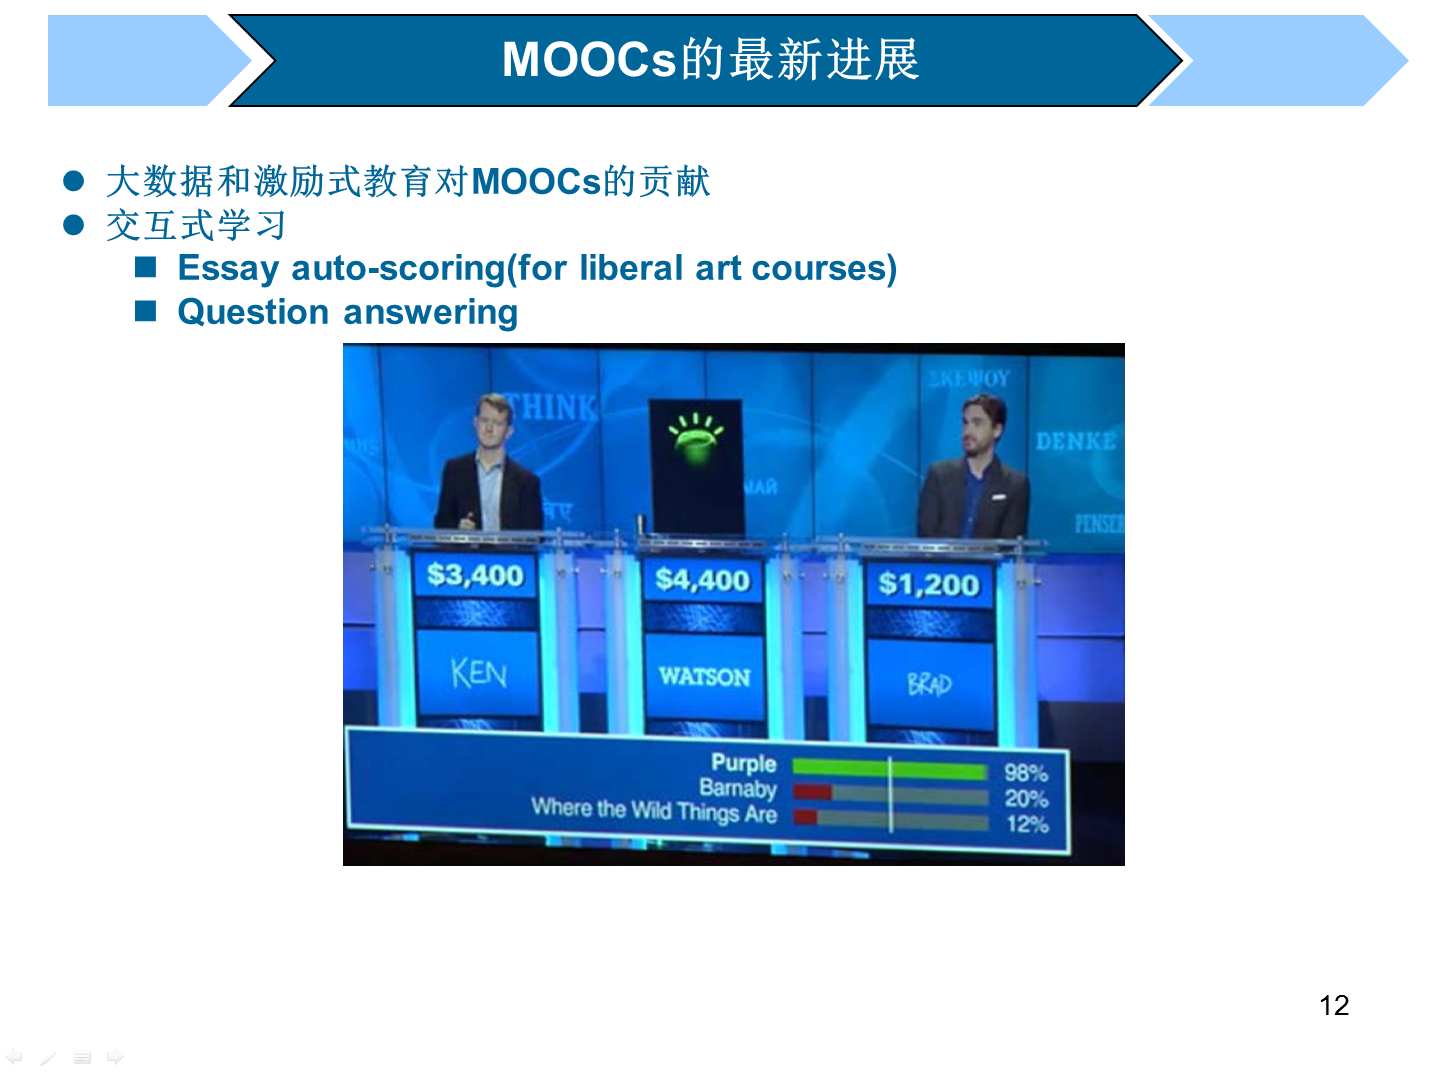 MOOCs的最新进展
大数据和激励式教育对MOOCs的贡献
交互式学习
Essay auto-scoring(for liberal art courses)
Question answering
THINK
DENKE
PENSER
$3,400
$4,400
$1,200
KEN
WATSON
BRAD
Purple 98%
Barnaby 20%
Where the Wild Things Are 12%
12